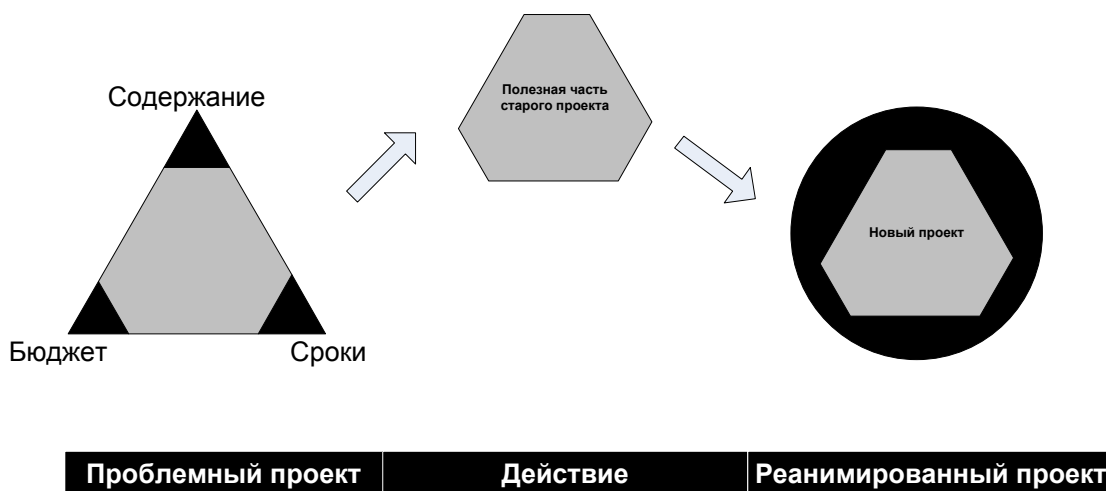 Содержание
Бюджет
Сроки
Полезная часть
старого проекта
Новый проект
Проблемный проект
Действие
Реанимированный проект